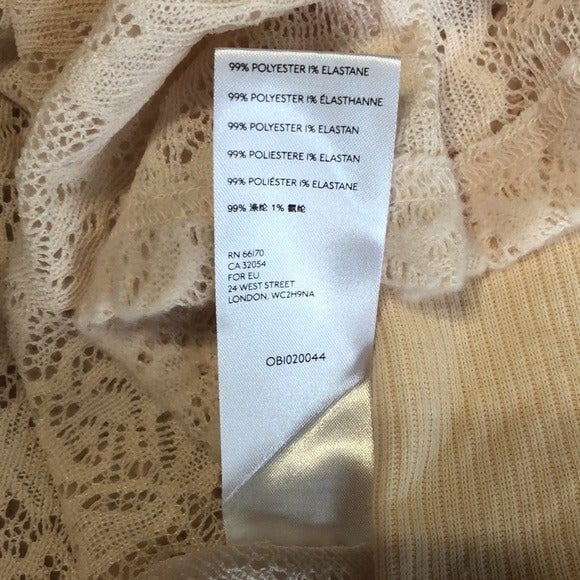 99% POLYESTER 1% ELASTANE
99% POLYESTER 1% ÉLASTHANNE
99% POLYESTER 1% ELASTAN
99% POLIESTERE 1% ELASTAN
99% POLIÉSTER 1% ELASTANE
99% 涤纶 1% 氨纶
RN 66170
CA 32054
FOR EU
24 WEST STREET
LONDON, WC2H9NA
OB1020044